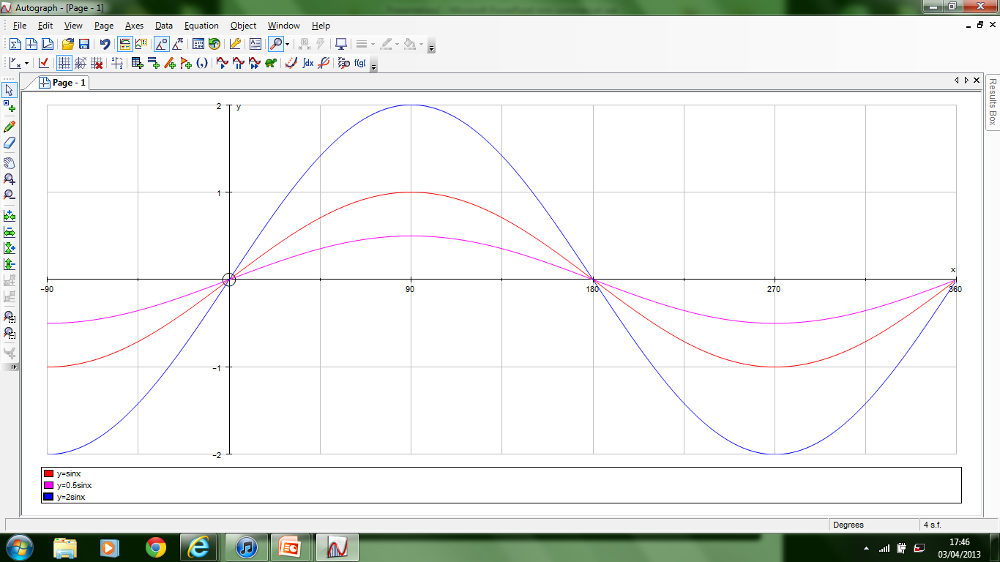 Autograph - [Page - 1]
File Edit View Page Axes Data Equation Object Window Help
∫dx f(g(
Page - 1
Results Box
2 y
1
x
−90 90 180 270 360
−1
−2
y=sinx
y=0.5sinx
y=2sinx
Degrees 4 s.f.
17:46
03/04/2013